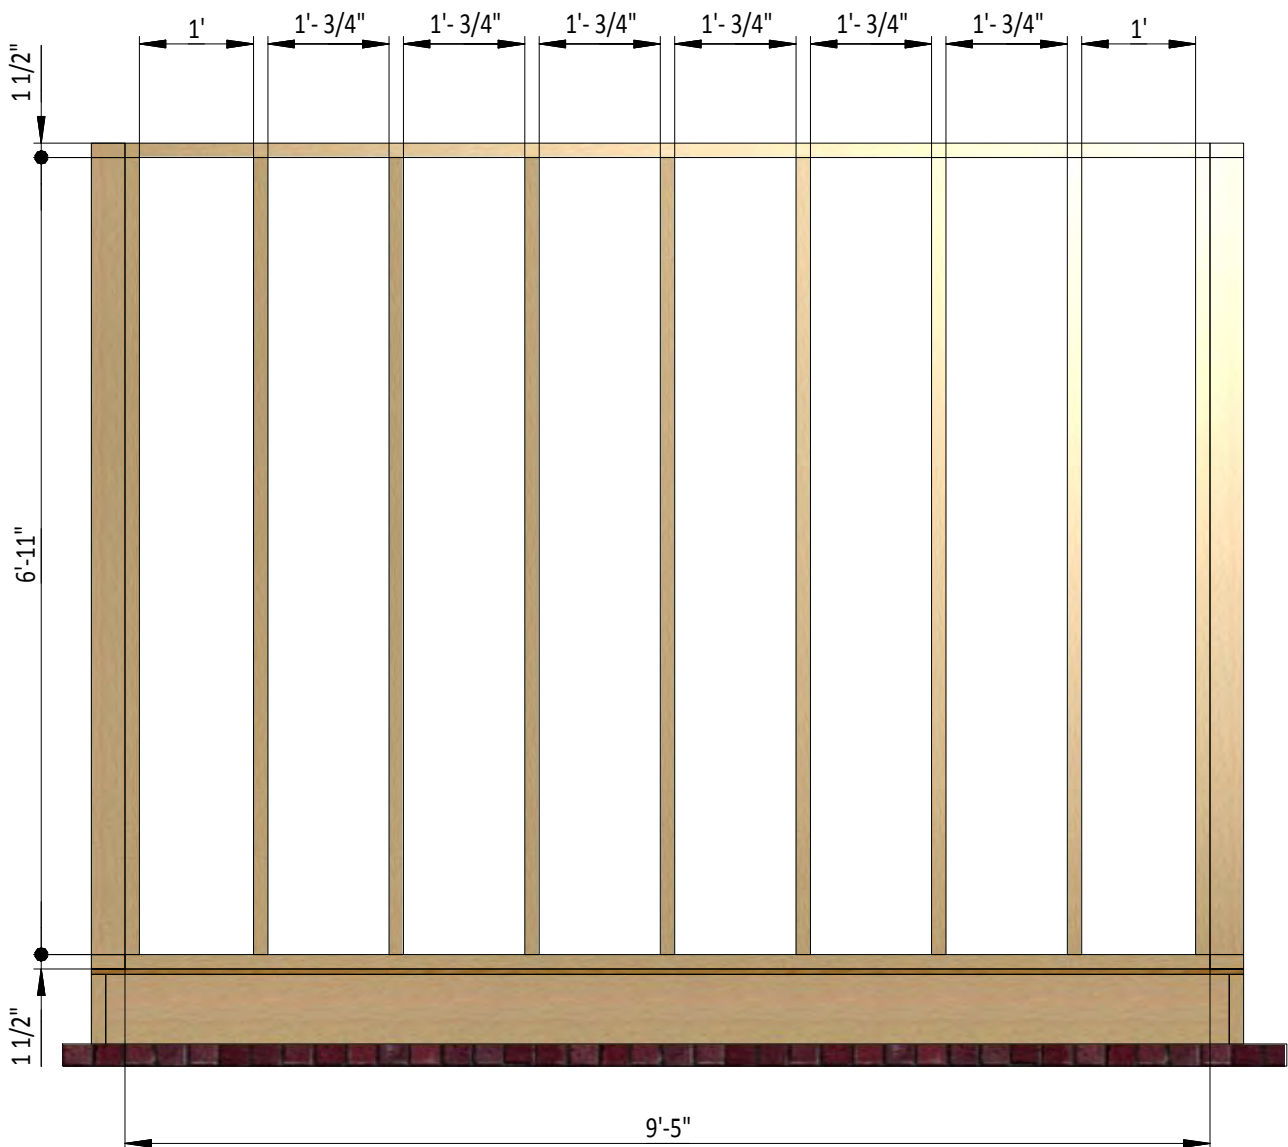 1' 1'- 3/4" 1'- 3/4" 1'- 3/4" 1'- 3/4" 1'- 3/4" 1'- 3/4" 1'
1 1/2"
6'-11"
1 1/2"
9'-5"